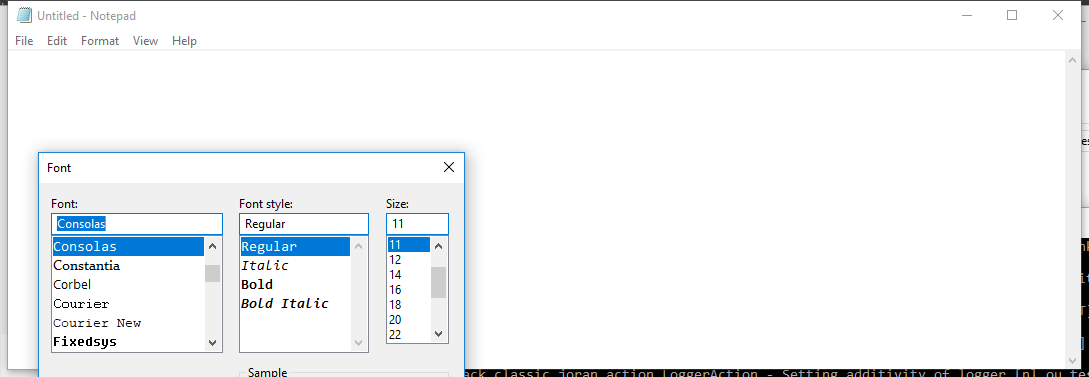 Untitled - Notepad
File Edit Format View Help
Font
Font: Font style: Size:
Consolas Regular 11
Consolas Regular 11
Constantia Italic 12
Corbel Bold 14
Courier Bold Italic 16
Courier New 18
Fixedsys 20
22
Sample
ack.classic.joran.action.LoggerAction - Setting additivity of logger [nl.ou.te